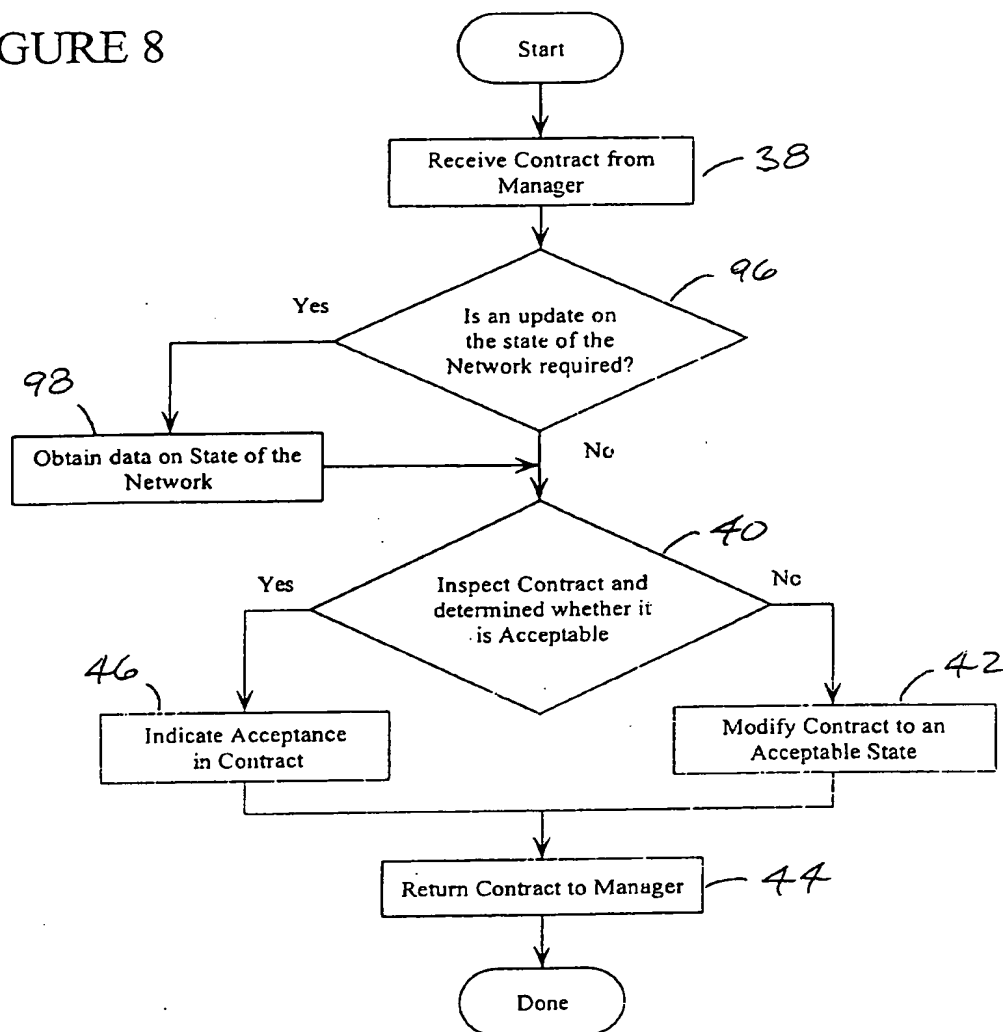 GURE 8
Start
Receive Contract from
Manager
38
96
Yes
Is an update on
the state of the
Network required?
98
Obtain data on State of the
Network
No
40
Yes
Inspect Contract and
determined whether it
is Acceptable
No
46
42
Indicate Acceptance
in Contract
Modify Contract to an
Acceptable State
Return Contract to Manager
44
Done